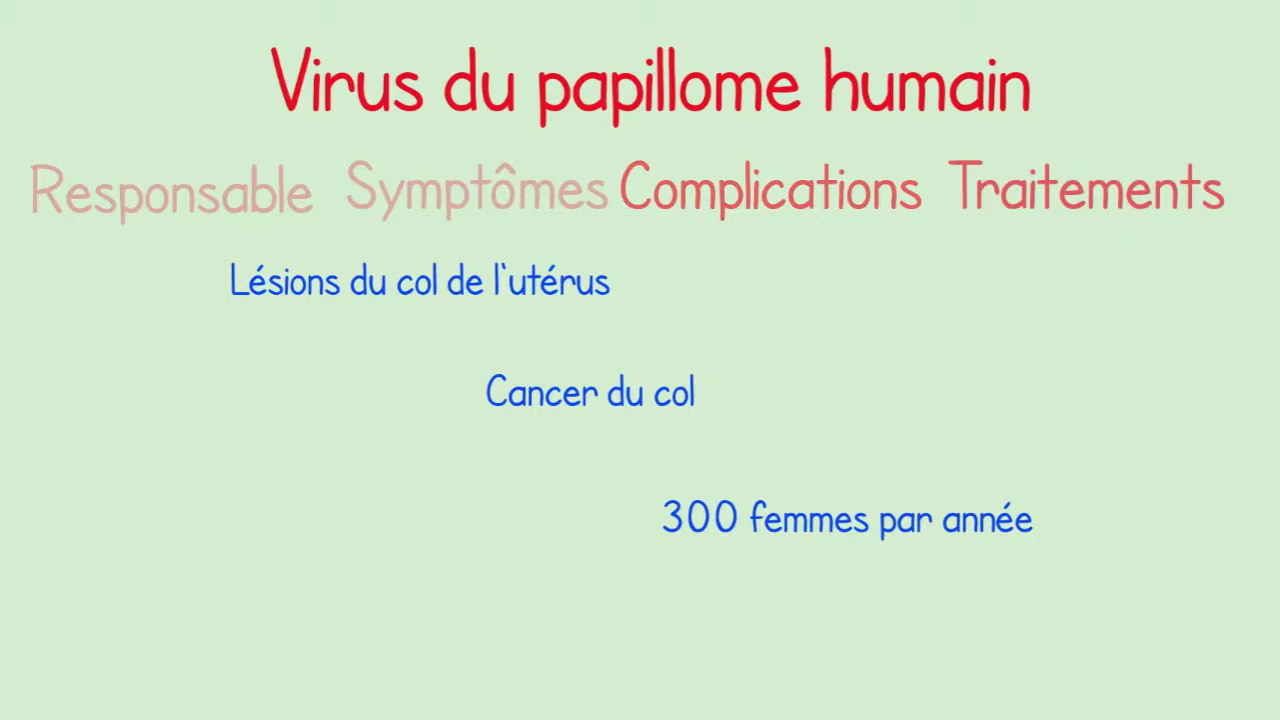 Virus du papillome humain
Responsable Symptômes Complications Traitements
Lésions du col de l'utérus
Cancer du col
300 femmes par année